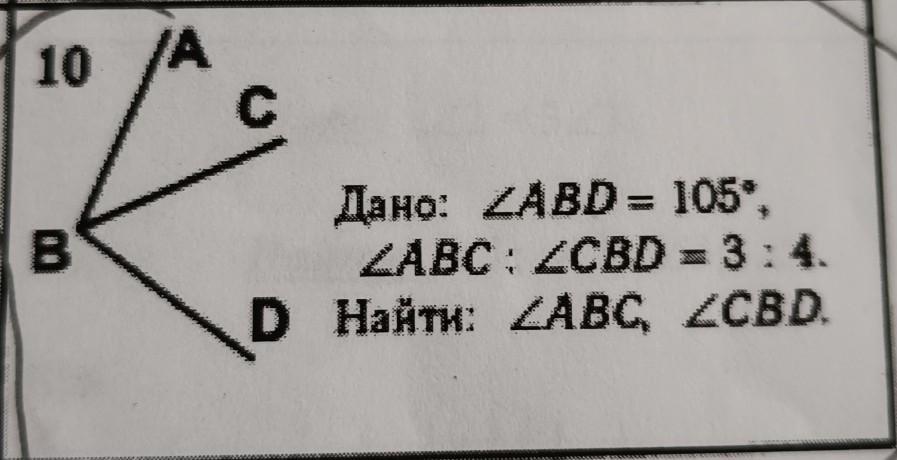 10
A
C
B
D
Дано: ∠ABD = 105°,
∠ABC : ∠CBD = 3 : 4.
Найти: ∠ABC, ∠CBD.